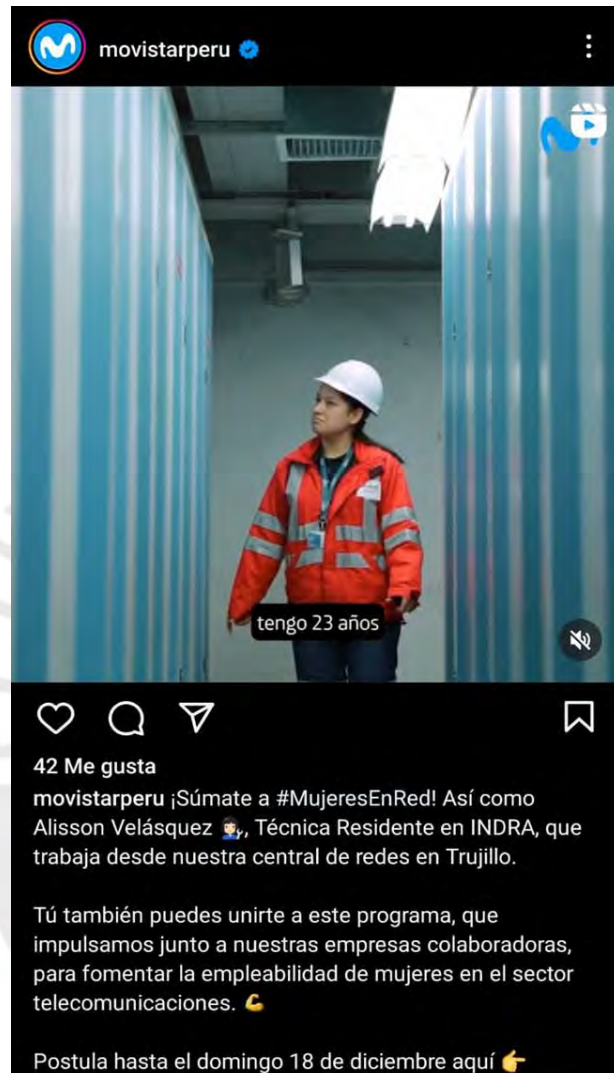 movistarperu
tengo 23 años
42 Me gusta
movistarperu ¡Súmate a #MujeresEnRed! Así como
Alisson Velásquez 👩🏻‍🔧, Técnica Residente en INDRA, que
trabaja desde nuestra central de redes en Trujillo.
Tú también puedes unirte a este programa, que
impulsamos junto a nuestras empresas colaboradoras,
para fomentar la empleabilidad de mujeres en el sector
telecomunicaciones. 💪
Postula hasta el domingo 18 de diciembre aquí 👉